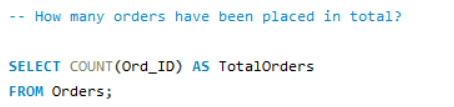 -- How many orders have been placed in total?
SELECT COUNT(Ord_ID) AS TotalOrders
FROM Orders;